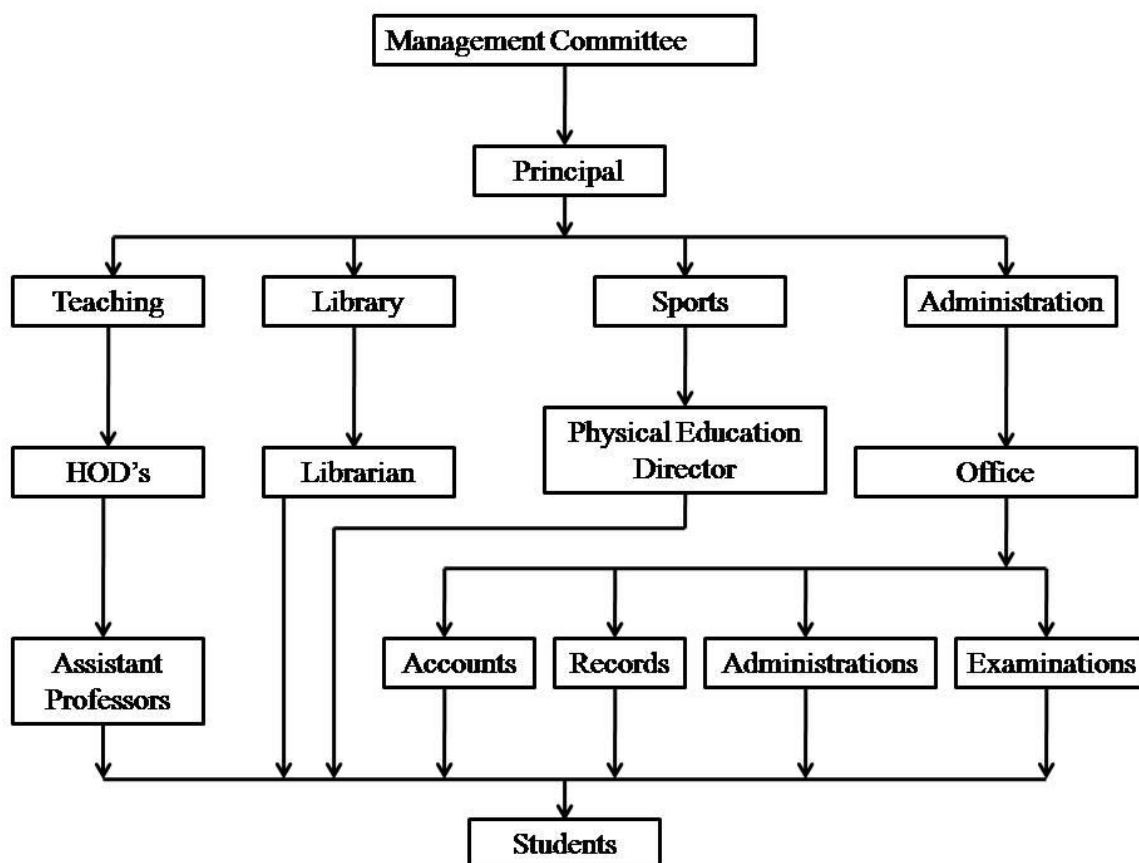 Management Committee
Principal
Teaching
Library
Sports
Administration
HOD's
Librarian
Physical Education
Director
Office
Assistant
Professors
Accounts
Records
Administrations
Examinations
Students